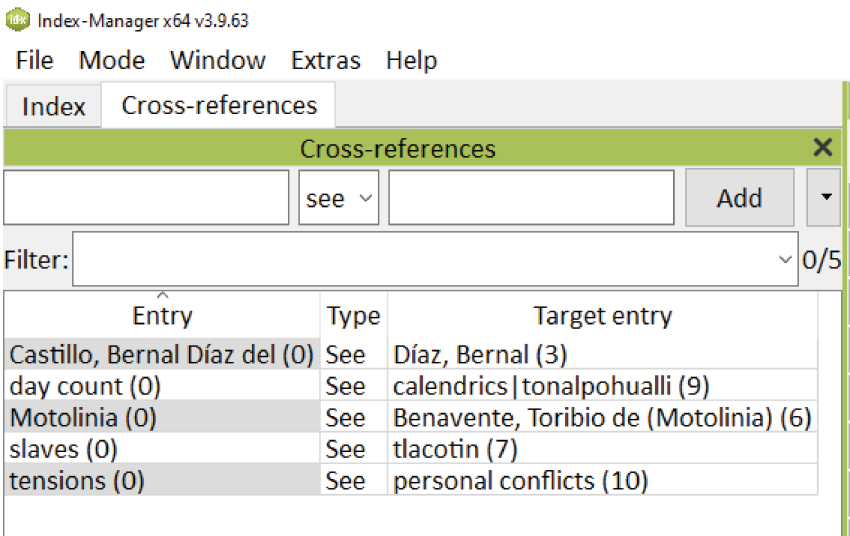 idx Index-Manager x64 v3.9.63
File Mode Window Extras Help
Index Cross-references
Cross-references
see Add
Filter: 0/5
Entry Type Target entry
Castillo, Bernal Díaz del (0) See Díaz, Bernal (3)
day count (0) See calendrics|tonalpohualli (9)
Motolinia (0) See Benavente, Toribio de (Motolinia) (6)
slaves (0) See tlacotin (7)
tensions (0) See personal conflicts (10)